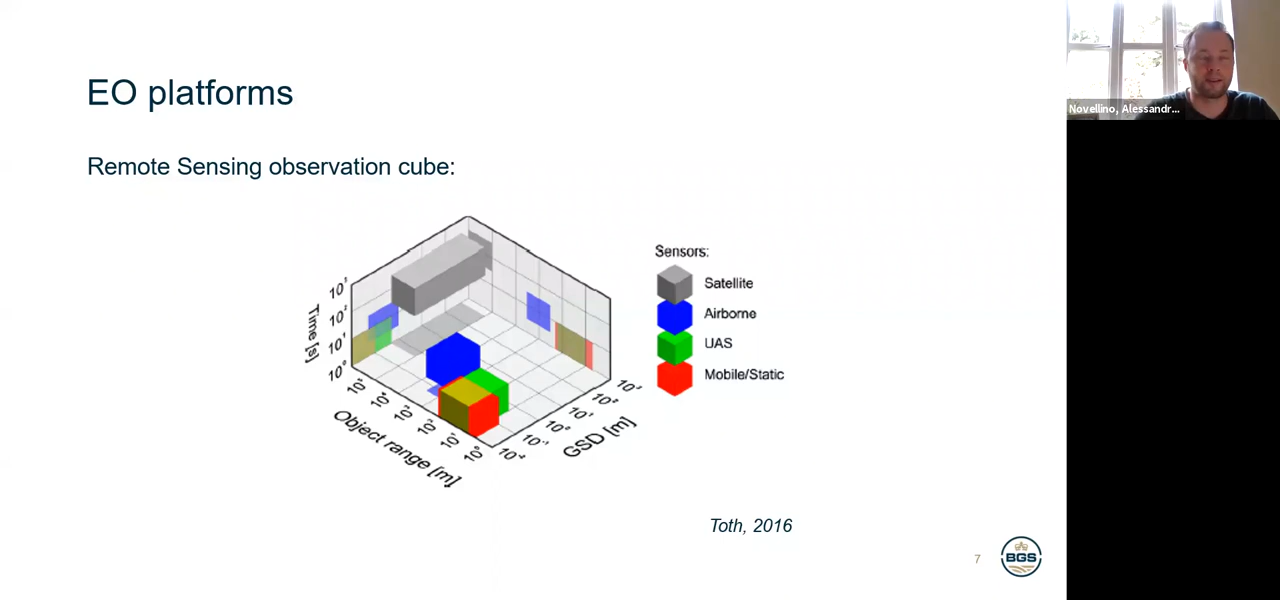 EO platforms
Novellino, Alessandr...
Remote Sensing observation cube:
Sensors:
Satellite
Airborne
UAS
Mobile/Static
Time [s]
Object range [m]
GSD [m]
Toth, 2016
7
BGS